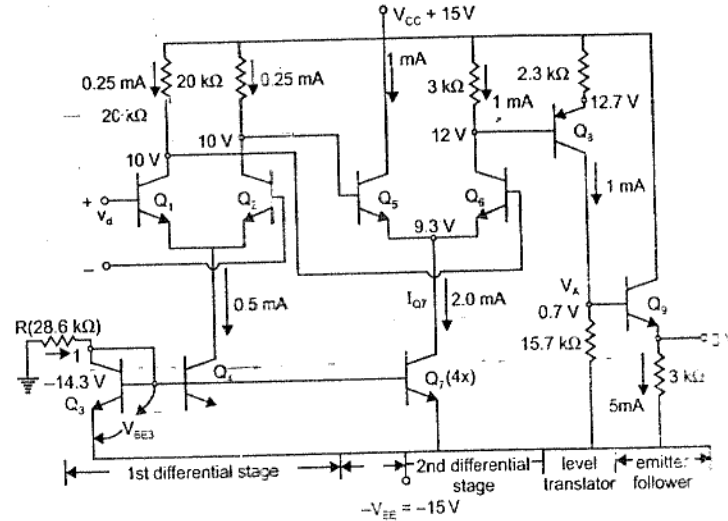 V_CC + 15 V
0.25 mA
20 kΩ
0.25 mA
1 mA
3 kΩ
1 mA
2.3 kΩ
12.7 V
20 kΩ
10 V
10 V
12 V
Q₃
1 mA
+
v_d
Q₁
Q₂
Q₅
Q₆
9.3 V
–
0.5 mA
I_Q7
2.0 mA
V_A
0.7 V
Q₉
R(28.6 kΩ)
I
15.7 kΩ
–14.3 V
Q₃
Q₇(4x)
5mA
3 kΩ
V_BE3
1st differential stage
2nd differential
stage
level
translator
emitter
follower
–V_EE = –15 V